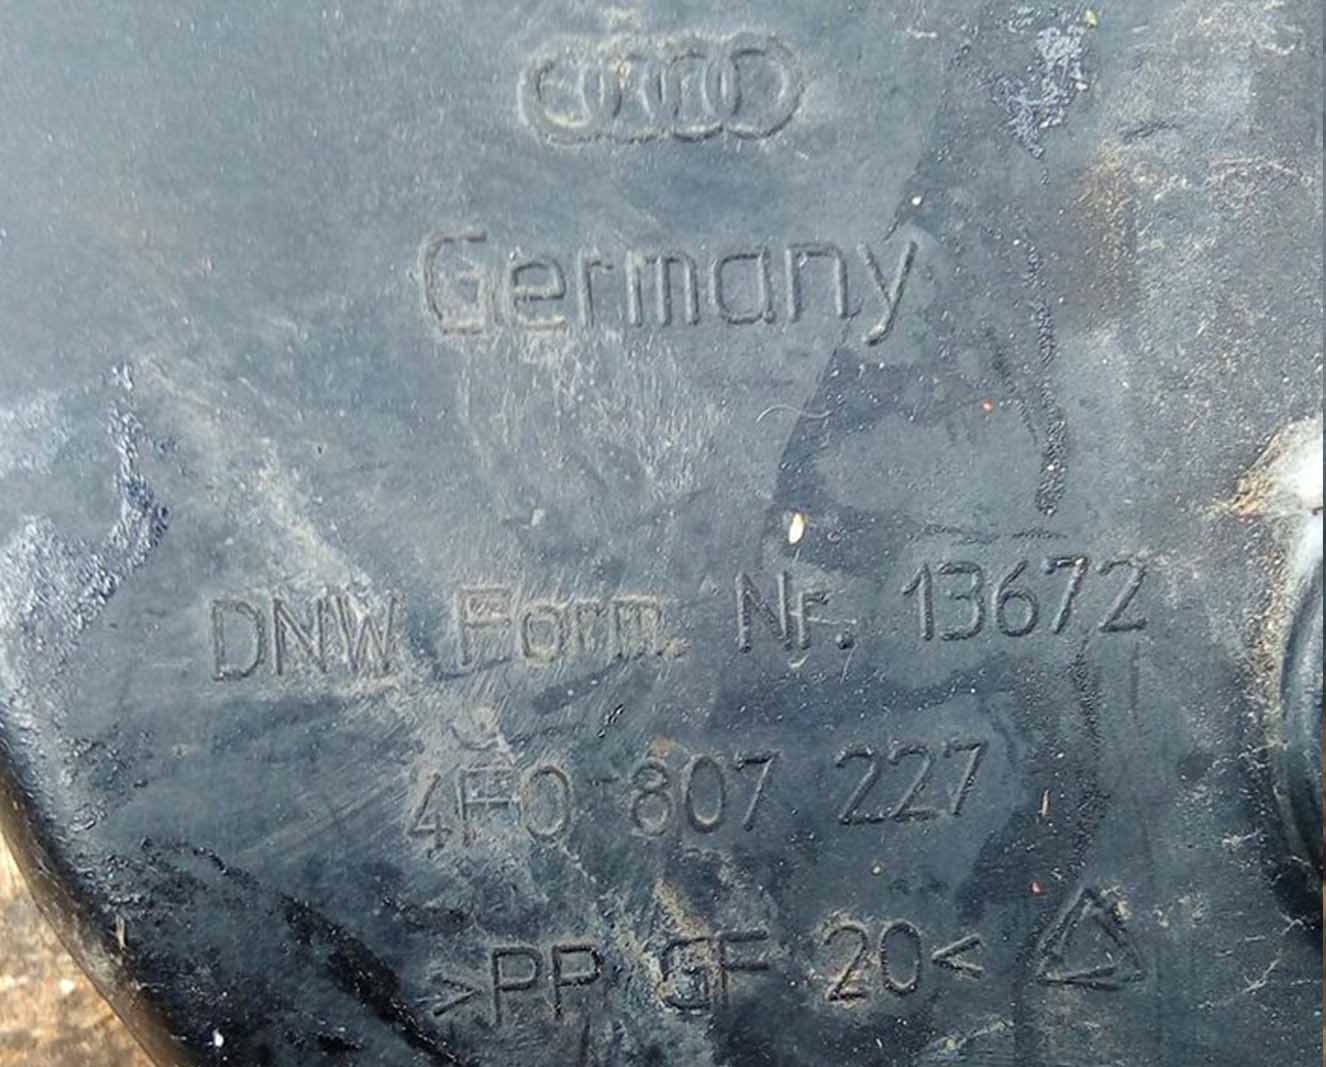 Germany
DNW Form. Nr. 13672
4F0 807 227
>PP GF 20<